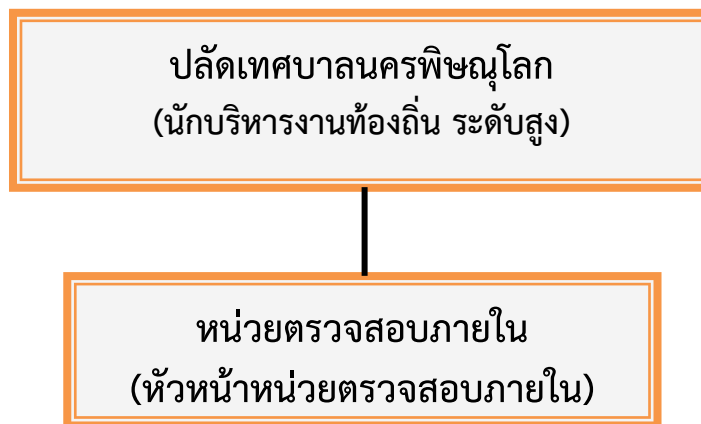 ปลัดเทศบาลนครพิษณุโลก
(นักบริหารงานท้องถิ่น ระดับสูง)
หน่วยตรวจสอบภายใน
(หัวหน้าหน่วยตรวจสอบภายใน)